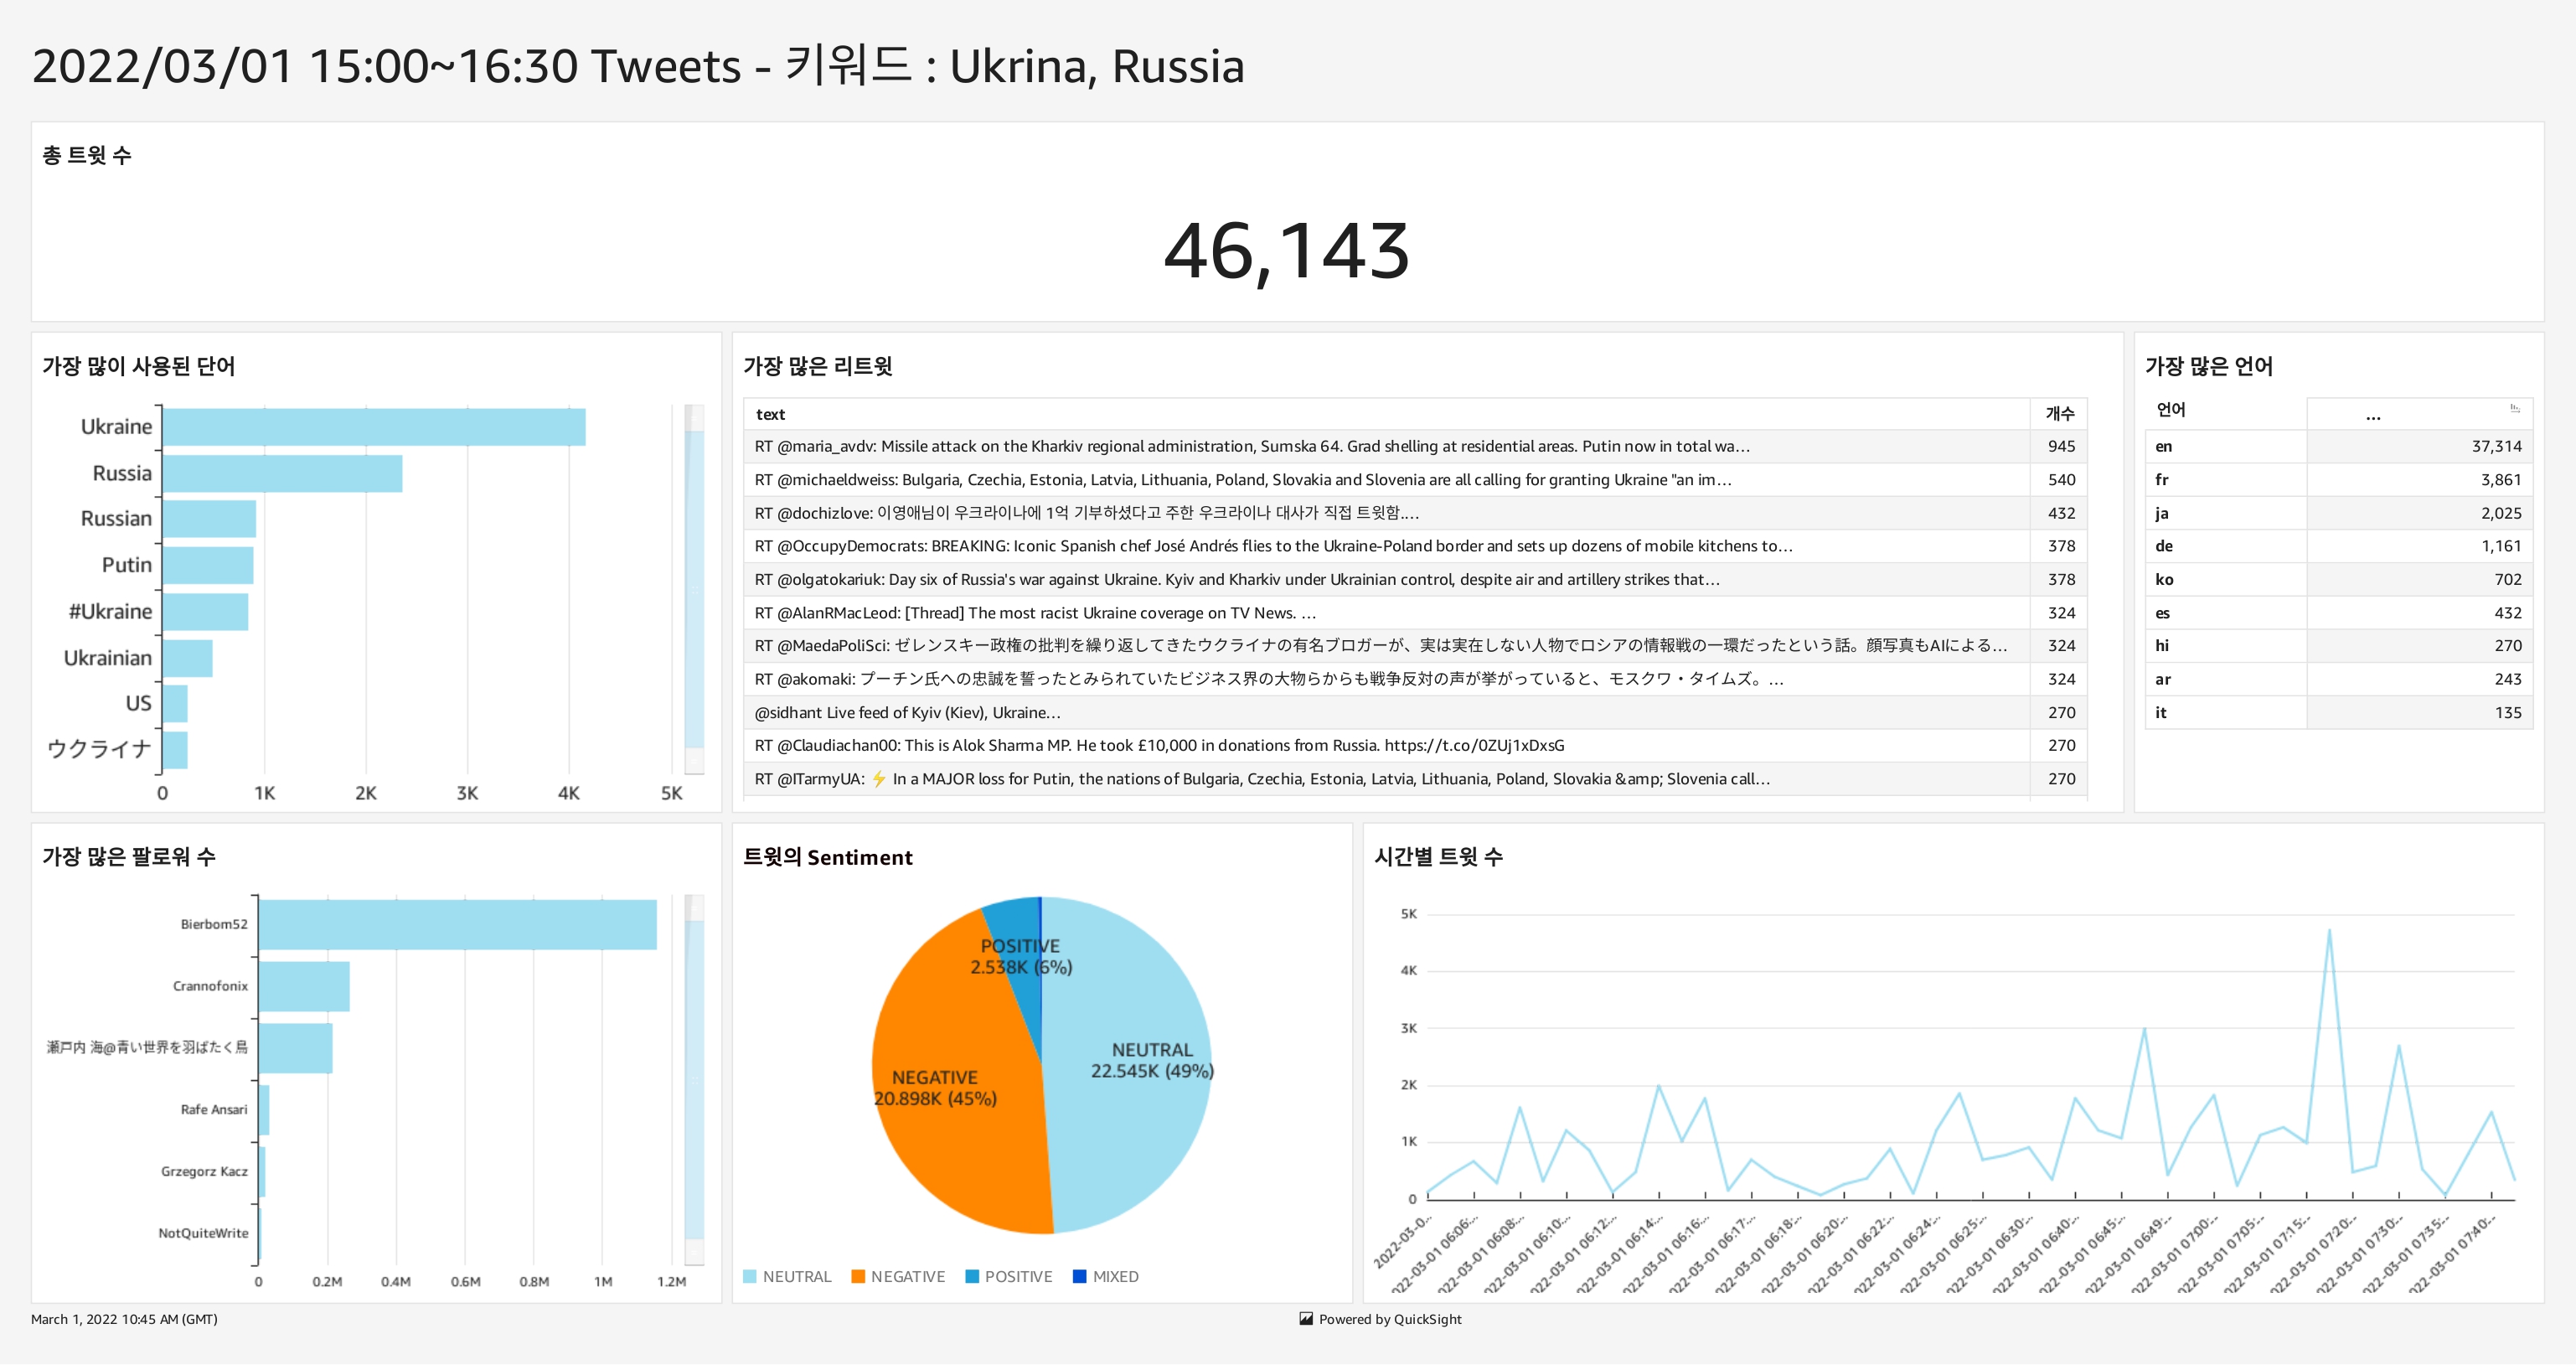 2022/03/01 15:00~16:30 Tweets - 키워드 : Ukrina, Russia
총 트윗 수
46,143
가장 많이 사용된 단어
Ukraine
Russia
Russian
Putin
#Ukraine
Ukrainian
US
ウクライナ
0 1K 2K 3K 4K 5K
가장 많은 리트윗
text 개수
RT @maria_avdv: Missile attack on the Kharkiv regional administration, Sumska 64. Grad shelling at residential areas. Putin now in total wa… 945
RT @michaeldweiss: Bulgaria, Czechia, Estonia, Latvia, Lithuania, Poland, Slovakia and Slovenia are all calling for granting Ukraine "an im… 540
RT @dochizlove: 이영애님이 우크라이나에 1억 기부하셨다고 주한 우크라이나 대사가 직접 트윗함.… 432
RT @OccupyDemocrats: BREAKING: Iconic Spanish chef José Andrés flies to the Ukraine-Poland border and sets up dozens of mobile kitchens to… 378
RT @olgatokariuk: Day six of Russia's war against Ukraine. Kyiv and Kharkiv under Ukrainian control, despite air and artillery strikes that… 378
RT @AlanRMacLeod: [Thread] The most racist Ukraine coverage on TV News. … 324
RT @MaedaPoliSci: ゼレンスキー政権の批判を繰り返してきたウクライナの有名ブロガーが、実は実在しない人物でロシアの情報戦の一環だったという話。顔写真もAIによる… 324
RT @akomaki: プーチン氏への忠誠を誓ったとみられていたビジネス界の大物らからも戦争反対の声が挙がっていると、モスクワ・タイムズ。… 324
@sidhant Live feed of Kyiv (Kiev), Ukraine… 270
RT @Claudiachan00: This is Alok Sharma MP. He took £10,000 in donations from Russia. https://t.co/0ZUj1xDxsG 270
RT @ITarmyUA: ⚡ In a MAJOR loss for Putin, the nations of Bulgaria, Czechia, Estonia, Latvia, Lithuania, Poland, Slovakia &amp; Slovenia call… 270
가장 많은 언어
언어 ...
en 37,314
fr 3,861
ja 2,025
de 1,161
ko 702
es 432
hi 270
ar 243
it 135
가장 많은 팔로워 수
Bierbom52
Crannofonix
瀬戸内 海@青い世界を羽ばたく鳥
Rafe Ansari
Grzegorz Kacz
NotQuiteWrite
0 0.2M 0.4M 0.6M 0.8M 1M 1.2M
트윗의 Sentiment
POSITIVE
2.538K (6%)
NEUTRAL
22.545K (49%)
NEGATIVE
20.898K (45%)
NEUTRAL NEGATIVE POSITIVE MIXED
시간별 트윗 수
5K
4K
3K
2K
1K
0
2022-03-0...
022-03-01 06:06:...
022-03-01 06:08:...
022-03-01 06:10:...
022-03-01 06:12:...
022-03-01 06:14:...
022-03-01 06:16:...
022-03-01 06:17:...
022-03-01 06:18:...
022-03-01 06:20:...
022-03-01 06:22:...
022-03-01 06:24:...
022-03-01 06:25:...
022-03-01 06:30:...
022-03-01 06:40:...
022-03-01 06:45:...
022-03-01 06:49:...
022-03-01 07:00:...
022-03-01 07:05:...
022-03-01 07:15:...
022-03-01 07:20:...
022-03-01 07:30:...
022-03-01 07:35:...
022-03-01 07:40:...
March 1, 2022 10:45 AM (GMT)
Powered by QuickSight